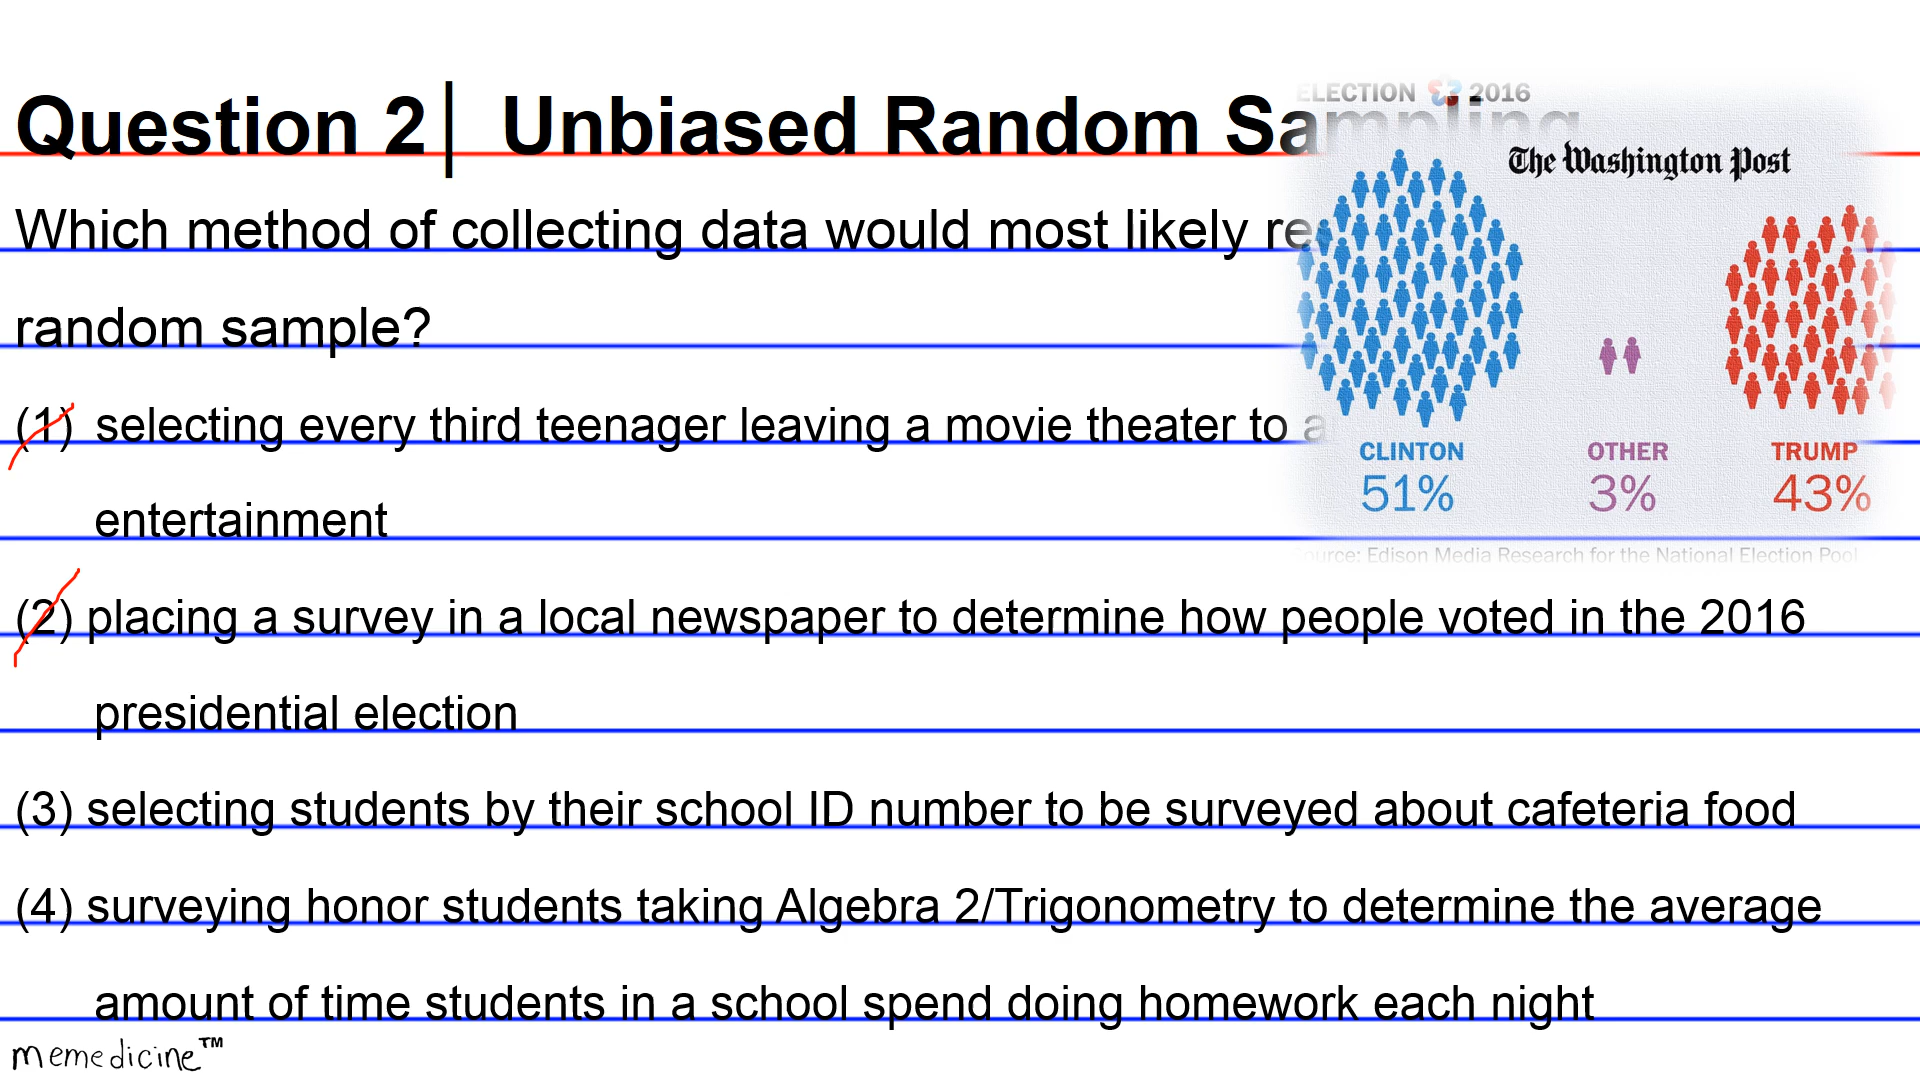 Question 2| Unbiased Random Sampling
Which method of collecting data would most likely
random sample?
(1) selecting every third teenager leaving a movie theater to
entertainment
(2) placing a survey in a local newspaper to determine how people voted in the 2016
presidential election
(3) selecting students by their school ID number to be surveyed about cafeteria food
(4) surveying honor students taking Algebra 2/Trigonometry to determine the average
amount of time students in a school spend doing homework each night
memedicine™
ELECTION 2016
The Washington Post
CLINTON OTHER TRUMP
51% 3% 43%
Source: Edison Media Research for the National Election Pool